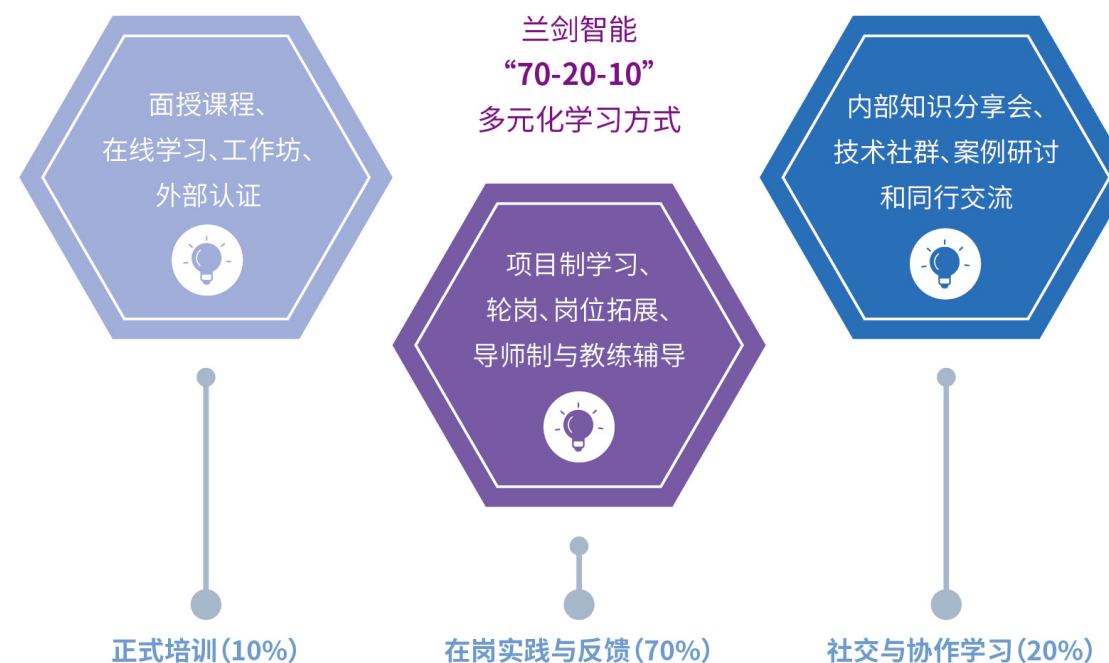 兰剑智能
“70-20-10”
多元化学习方式
面授课程、
在线学习、工作坊、
外部认证
项目制学习、
轮岗、岗位拓展、
导师制与教练辅导
内部知识分享会、
技术社群、案例研讨
和同行交流
正式培训(10%)
在岗实践与反馈(70%)
社交与协作学习(20%)